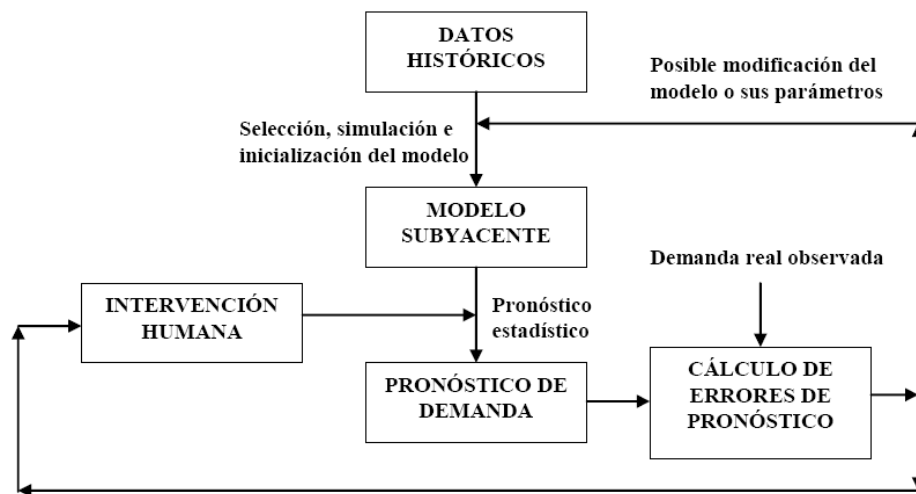 DATOS
HISTÓRICOS
Posible modificación del
modelo o sus parámetros
Selección, simulación e
inicialización del modelo
MODELO
SUBYACENTE
Demanda real observada
INTERVENCIÓN
HUMANA
Pronóstico
estadístico
PRONÓSTICO DE
DEMANDA
CÁLCULO DE
ERRORES DE
PRONÓSTICO